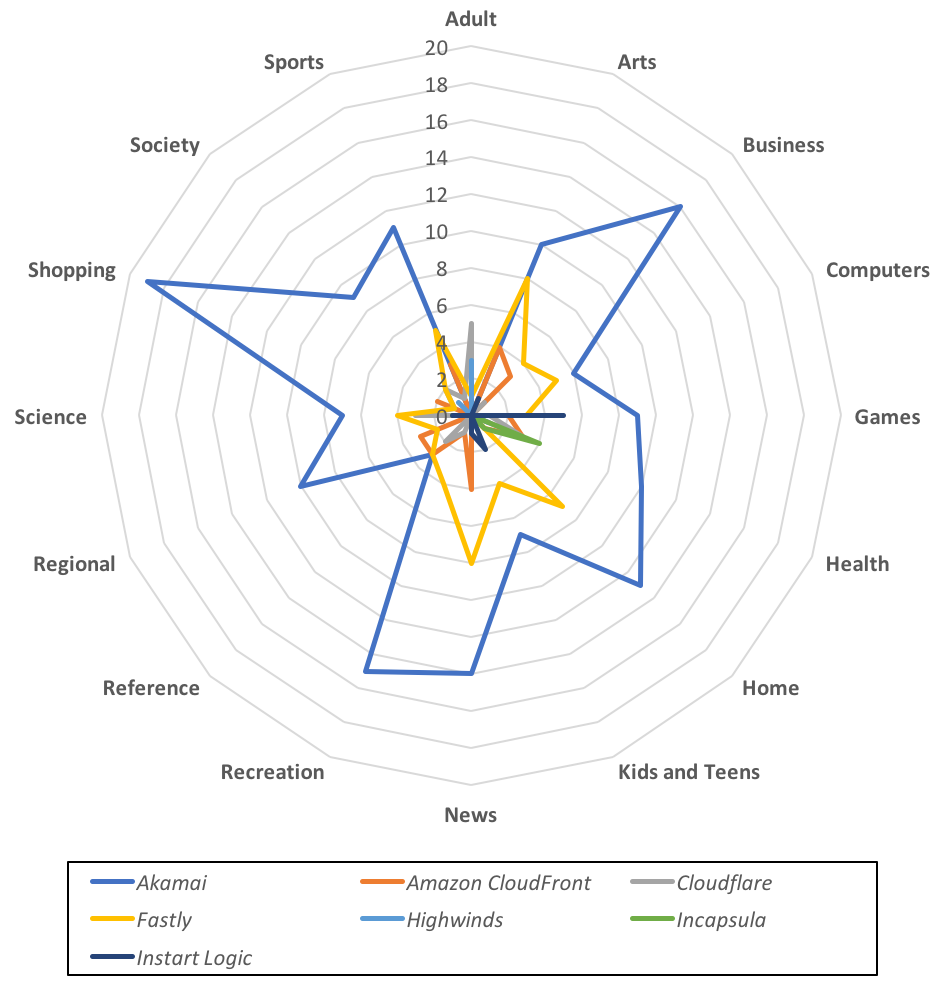 Adult
20
Sports
Arts
18
16
Society
Business
14
12
Shopping
Computers
10
8
6
4
2
Science
0
Games
Regional
Health
Reference
Home
Recreation
Kids and Teens
News
Akamai Amazon CloudFront Cloudflare
Fastly Highwinds Incapsula
Instart Logic